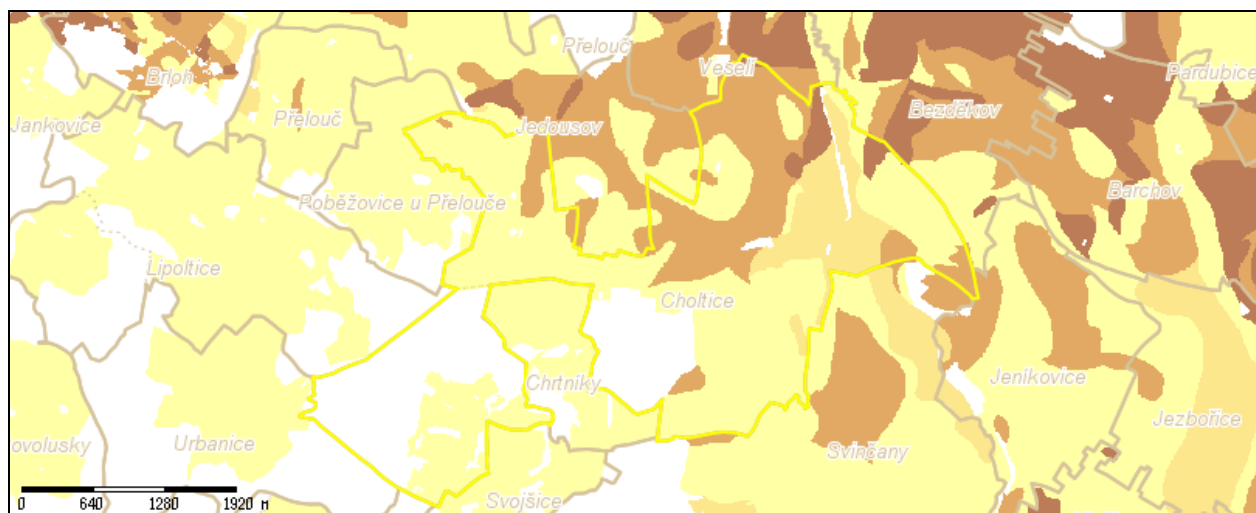 Přelouč
Veselí
Brloh
Pardubice
Bezděkov
Přelouč
Jankovice
Jedousov
Barchov
Poběžovice u Přelouče
Lipoltice
Choltice
Jeníkovice
Chrtníky
Jezbořice
ovolusky
Urbanice
Svinčany
Svojšice
0 640 1280 1920 M